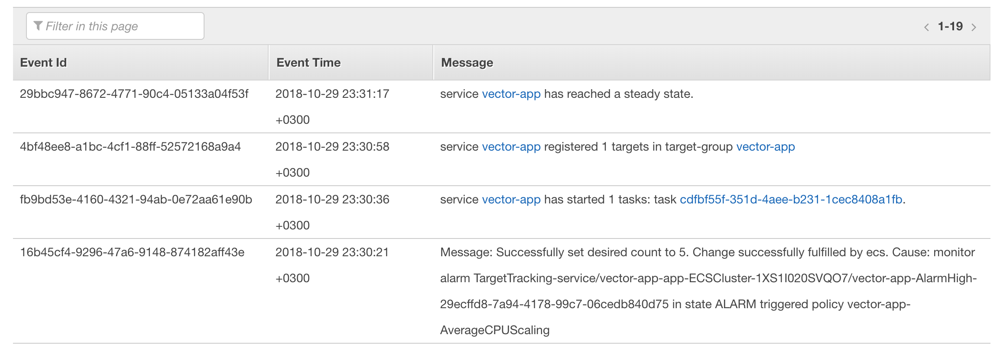 Filter in this page
1-19
Event Id Event Time Message
29bbc947-8672-4771-90c4-05133a04f53f 2018-10-29 23:31:17 service vector-app has reached a steady state.
+0300
4bf48ee8-a1bc-4cf1-88ff-52572168a9a4 2018-10-29 23:30:58 service vector-app registered 1 targets in target-group vector-app
+0300
fb9bd53e-4160-4321-94ab-0e72aa61e90b 2018-10-29 23:30:36 service vector-app has started 1 tasks: task cdfbf55f-351d-4aee-b231-1cec8408a1fb.
+0300
16b45cf4-9296-47a6-9148-874182aff43e 2018-10-29 23:30:21 Message: Successfully set desired count to 5. Change successfully fulfilled by ecs. Cause: monitor
+0300 alarm TargetTracking-service/vector-app-app-ECSCluster-1XS1I020SVQO7/vector-app-AlarmHigh-
29ecffd8-7a94-4178-99c7-06cedb840d75 in state ALARM triggered policy vector-app-
AverageCPUScaling